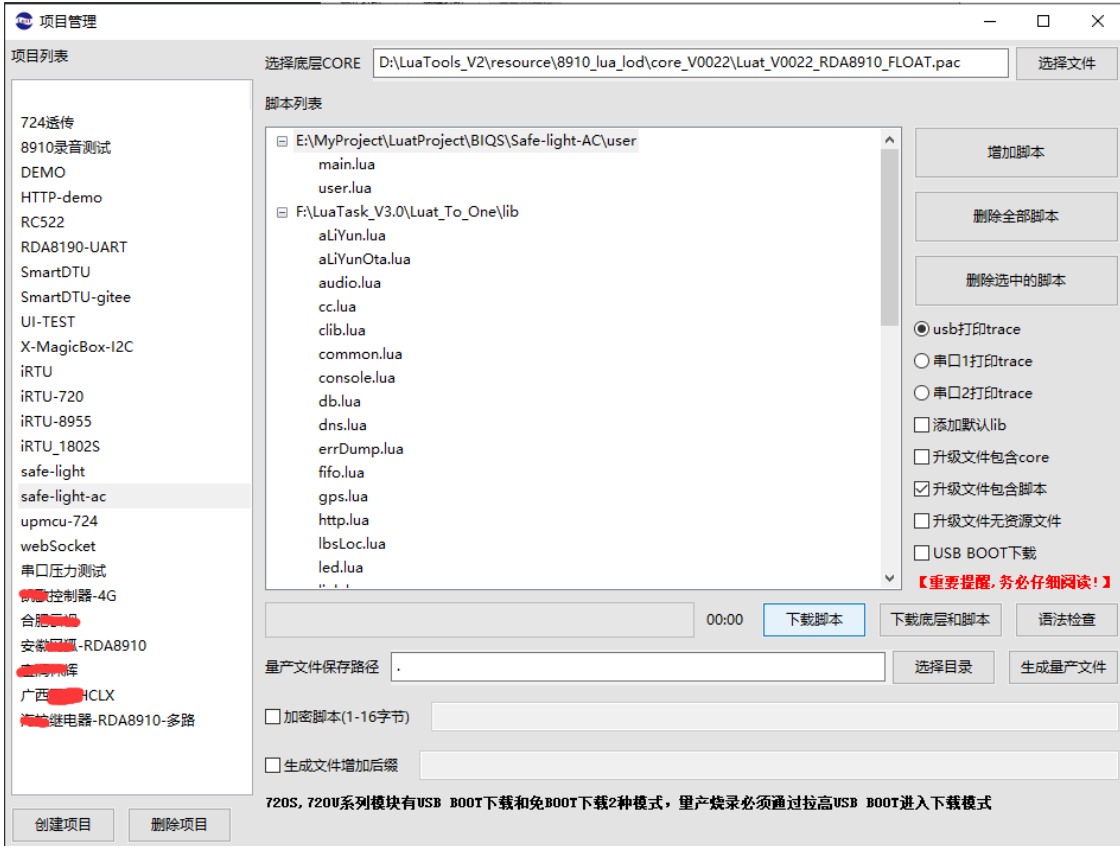 项目管理
项目列表
724透传
8910录音测试
DEMO
HTTP-demo
RC522
RDA8190-UART
SmartDTU
SmartDTU-gitee
UI-TEST
X-MagicBox-I2C
iRTU
iRTU-720
iRTU-8955
iRTU_1802S
safe-light
safe-light-ac
upmcu-724
webSocket
串口压力测试
控制器-4G
合肥
安徽-RDA8910
辉
广西HCLX
继电器-RDA8910-多路
创建项目
删除项目
选择底层CORE
D:\LuaTools_V2\resource\8910_lua_lod\core_V0022\Luat_V0022_RDA8910_FLOAT.pac
选择文件
脚本列表
E:\MyProject\LuatProject\BIQS\Safe-light-AC\user
main.lua
user.lua
F:\LuaTask_V3.0\Luat_To_One\lib
aLiYun.lua
aLiYunOta.lua
audio.lua
cc.lua
clib.lua
common.lua
console.lua
db.lua
dns.lua
errDump.lua
fifo.lua
gps.lua
http.lua
lbsLoc.lua
led.lua
增加脚本
删除全部脚本
删除选中的脚本
usb打印trace
串口1打印trace
串口2打印trace
添加默认lib
升级文件包含core
升级文件包含脚本
升级文件无资源文件
USB BOOT下载
【重要提醒,务必仔细阅读!】
00:00
下载脚本
下载底层和脚本
语法检查
量产文件保存路径
.
选择目录
生成量产文件
加密脚本(1-16字节)
生成文件增加后缀
720S,720U系列模块有USB BOOT下载和免BOOT下载2种模式，量产烧录必须通过拉高USB BOOT进入下载模式